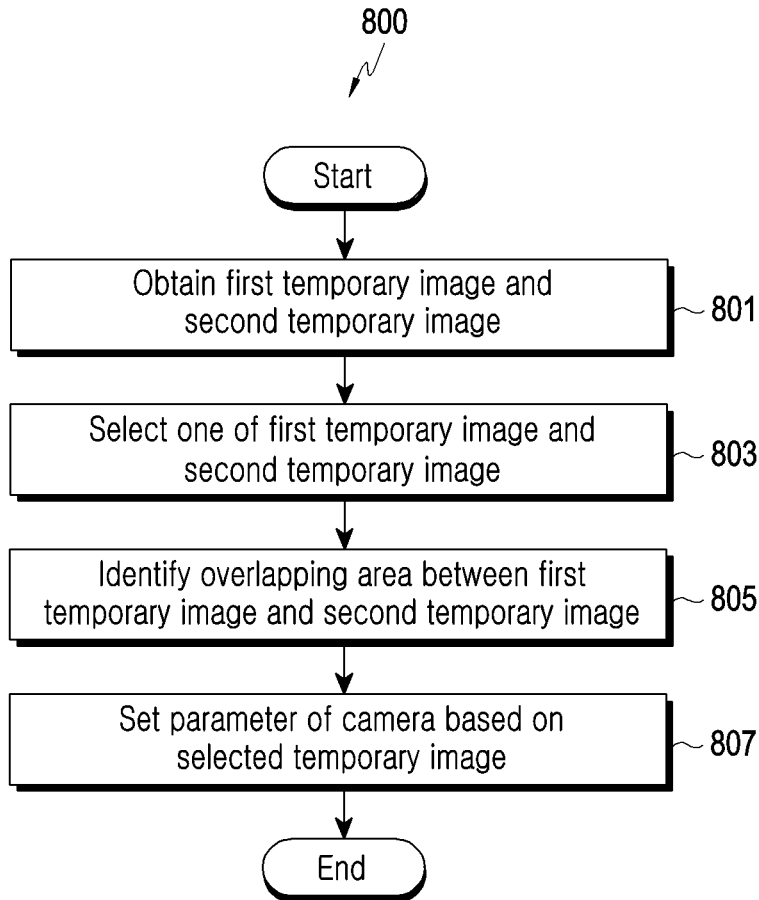 800
Start
Obtain first temporary image and
second temporary image
801
Select one of first temporary image and
second temporary image
803
Identify overlapping area between first
temporary image and second temporary image
805
Set parameter of camera based on
selected temporary image
807
End